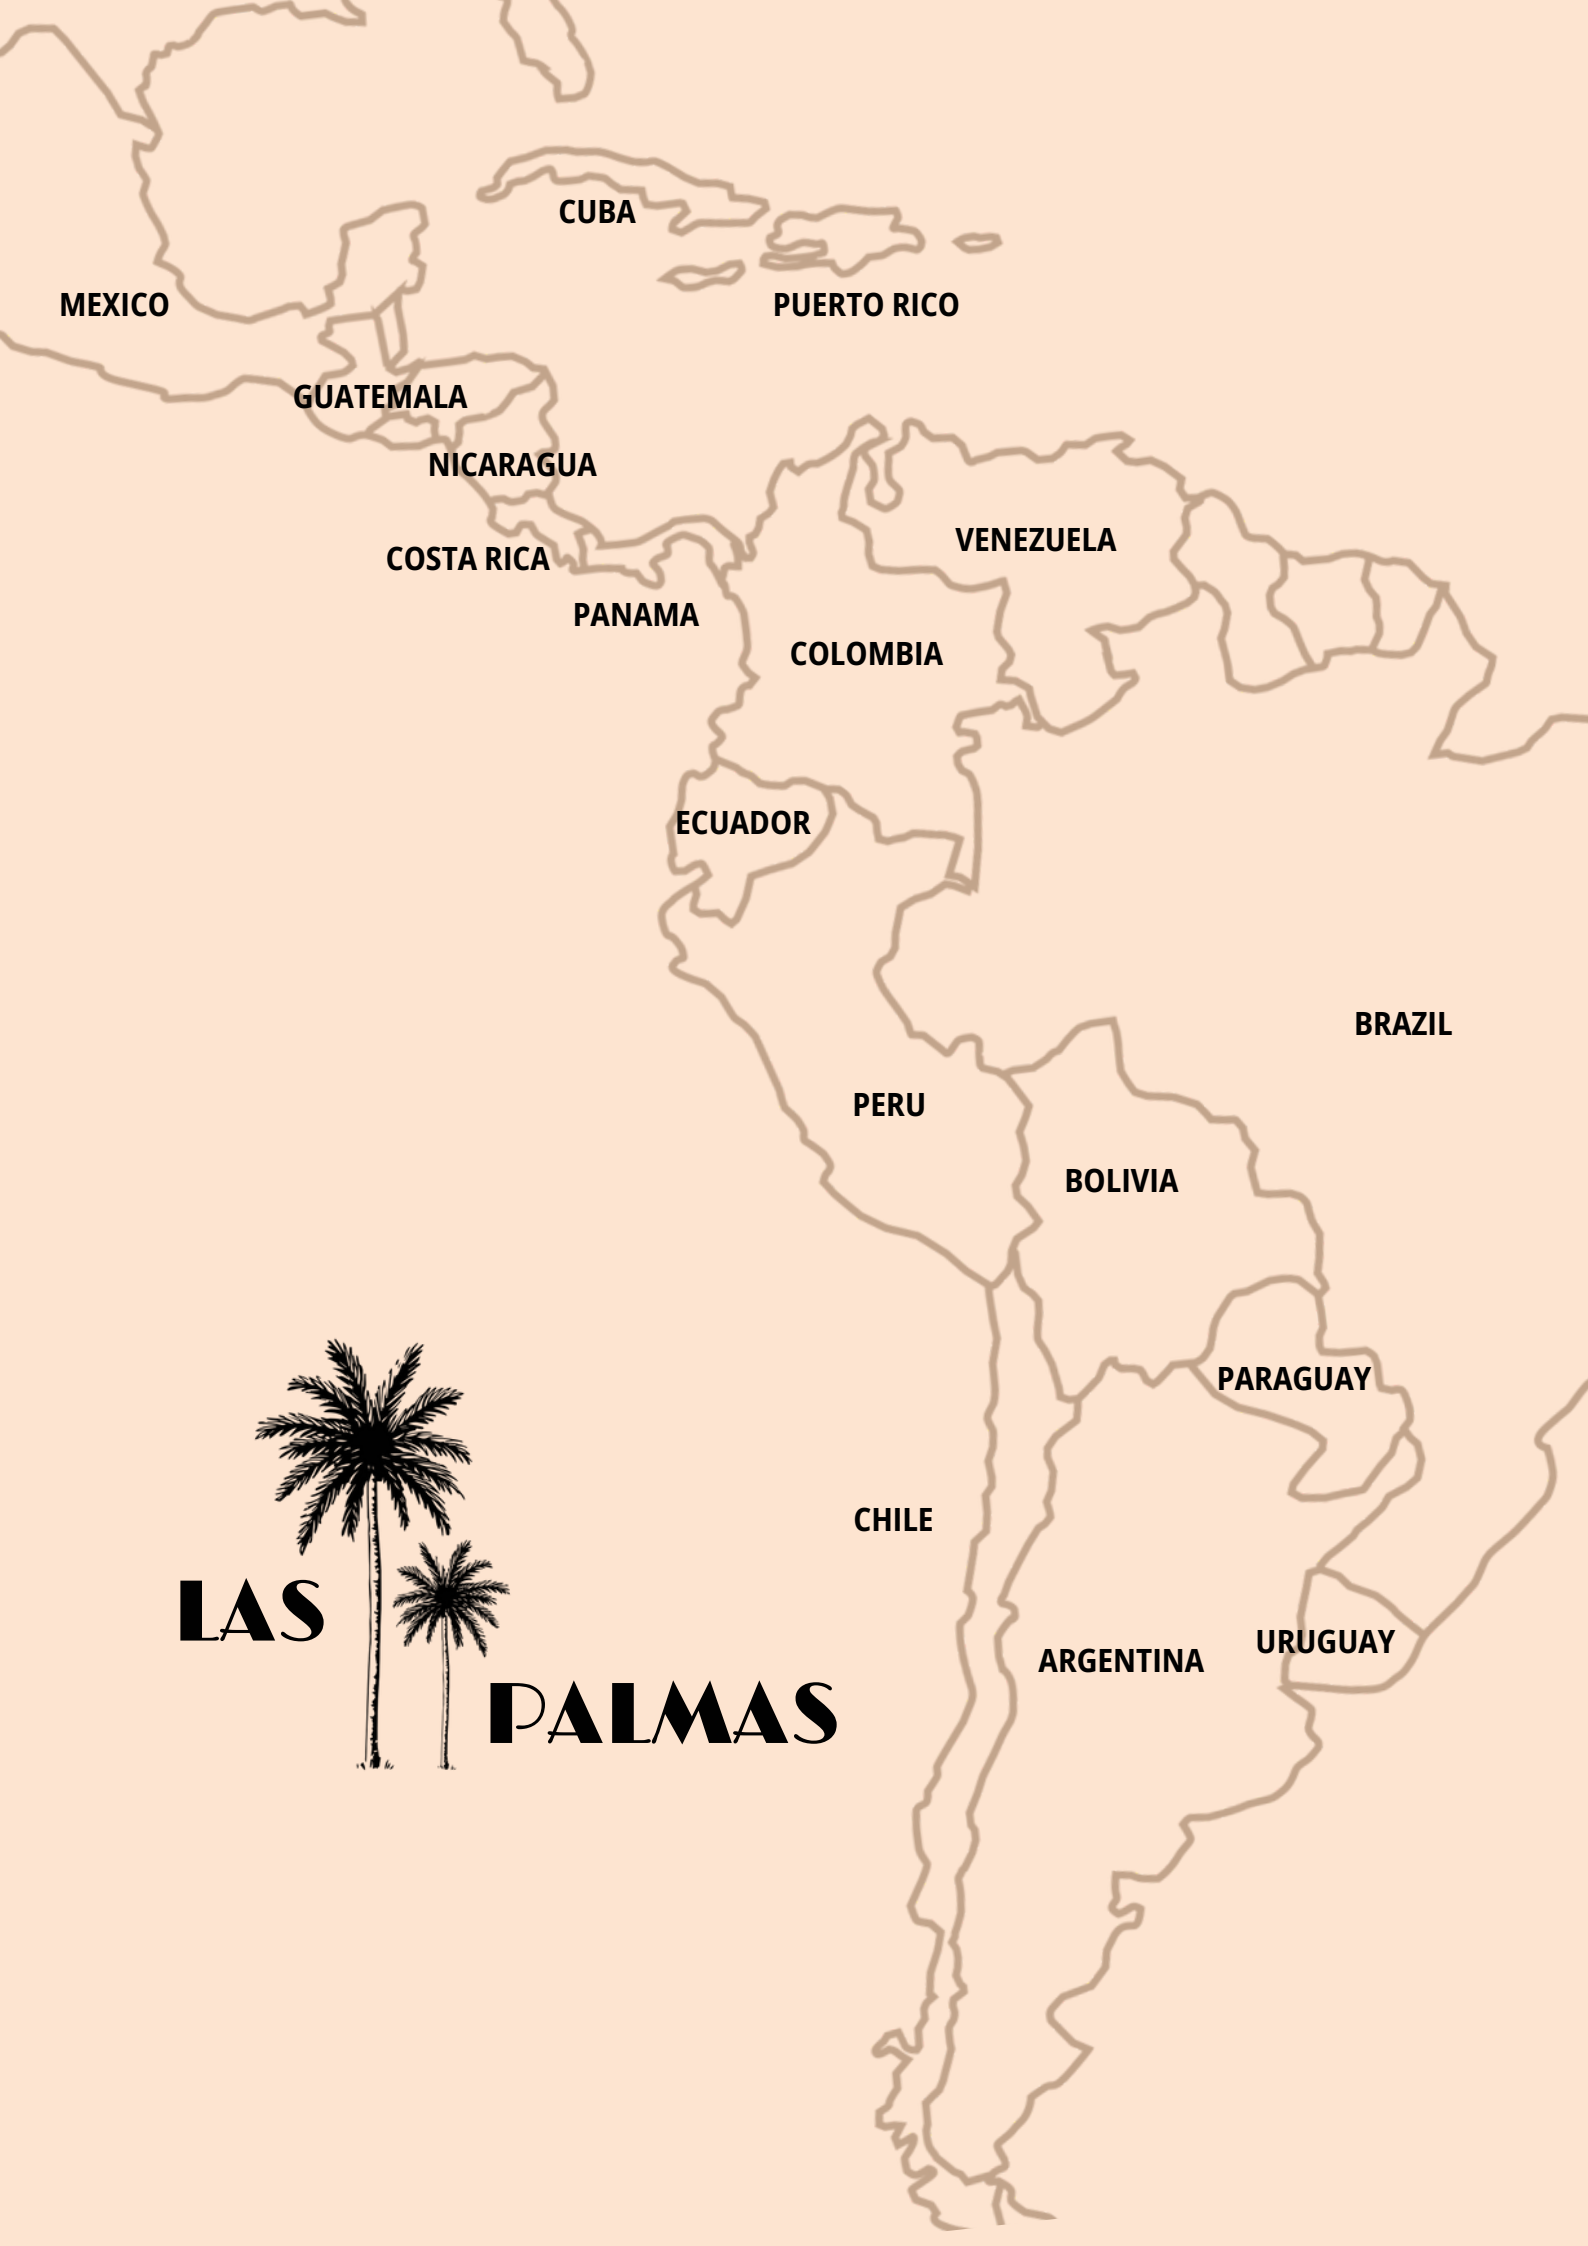 CUBA
MEXICO
PUERTO RICO
GUATEMALA
NICARAGUA
VENEZUELA
COSTA RICA
PANAMA
COLOMBIA
ECUADOR
BRAZIL
PERU
BOLIVIA
PARAGUAY
CHILE
LAS
URUGUAY
ARGENTINA
PALMAS